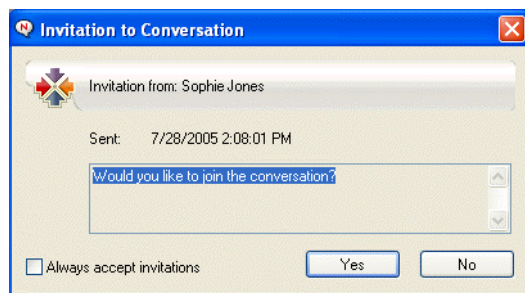 Invitation to Conversation
Invitation from: Sophie Jones
Sent: 7/28/2005 2:08:01 PM
Would you like to join the conversation?
Always accept invitations
Yes
No